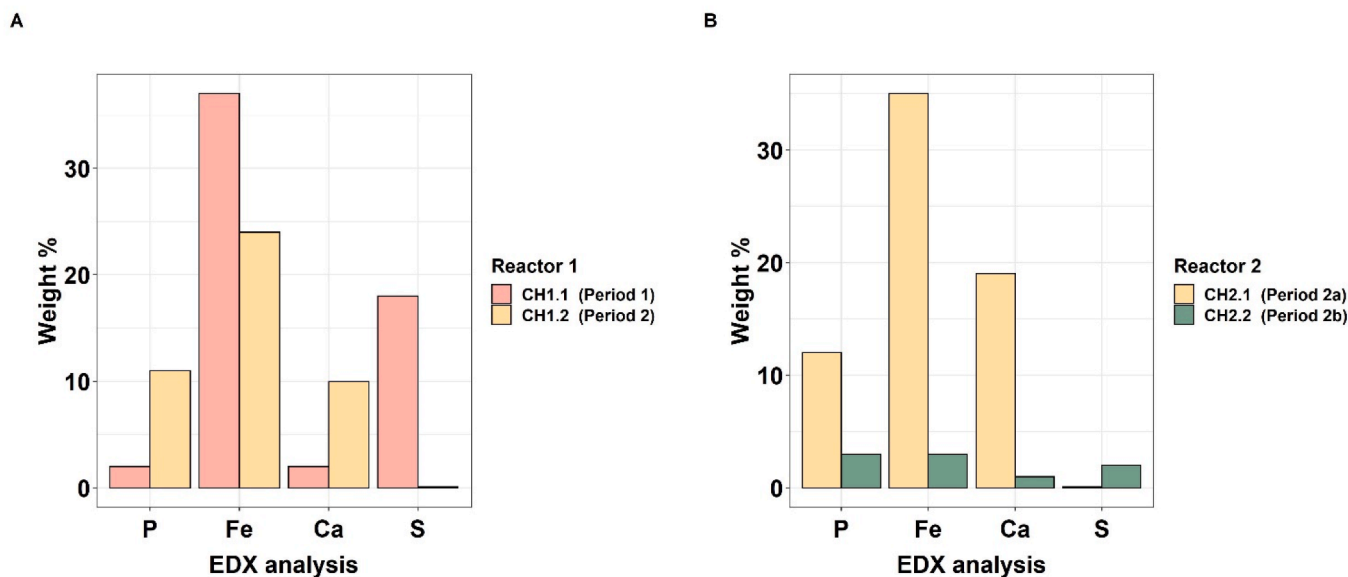 A
Weight %
30
20
10
0
P Fe Ca S
EDX analysis
Reactor 1
CH1.1 (Period 1)
CH1.2 (Period 2)
B
Weight %
30
20
10
0
P Fe Ca S
EDX analysis
Reactor 2
CH2.1 (Period 2a)
CH2.2 (Period 2b)